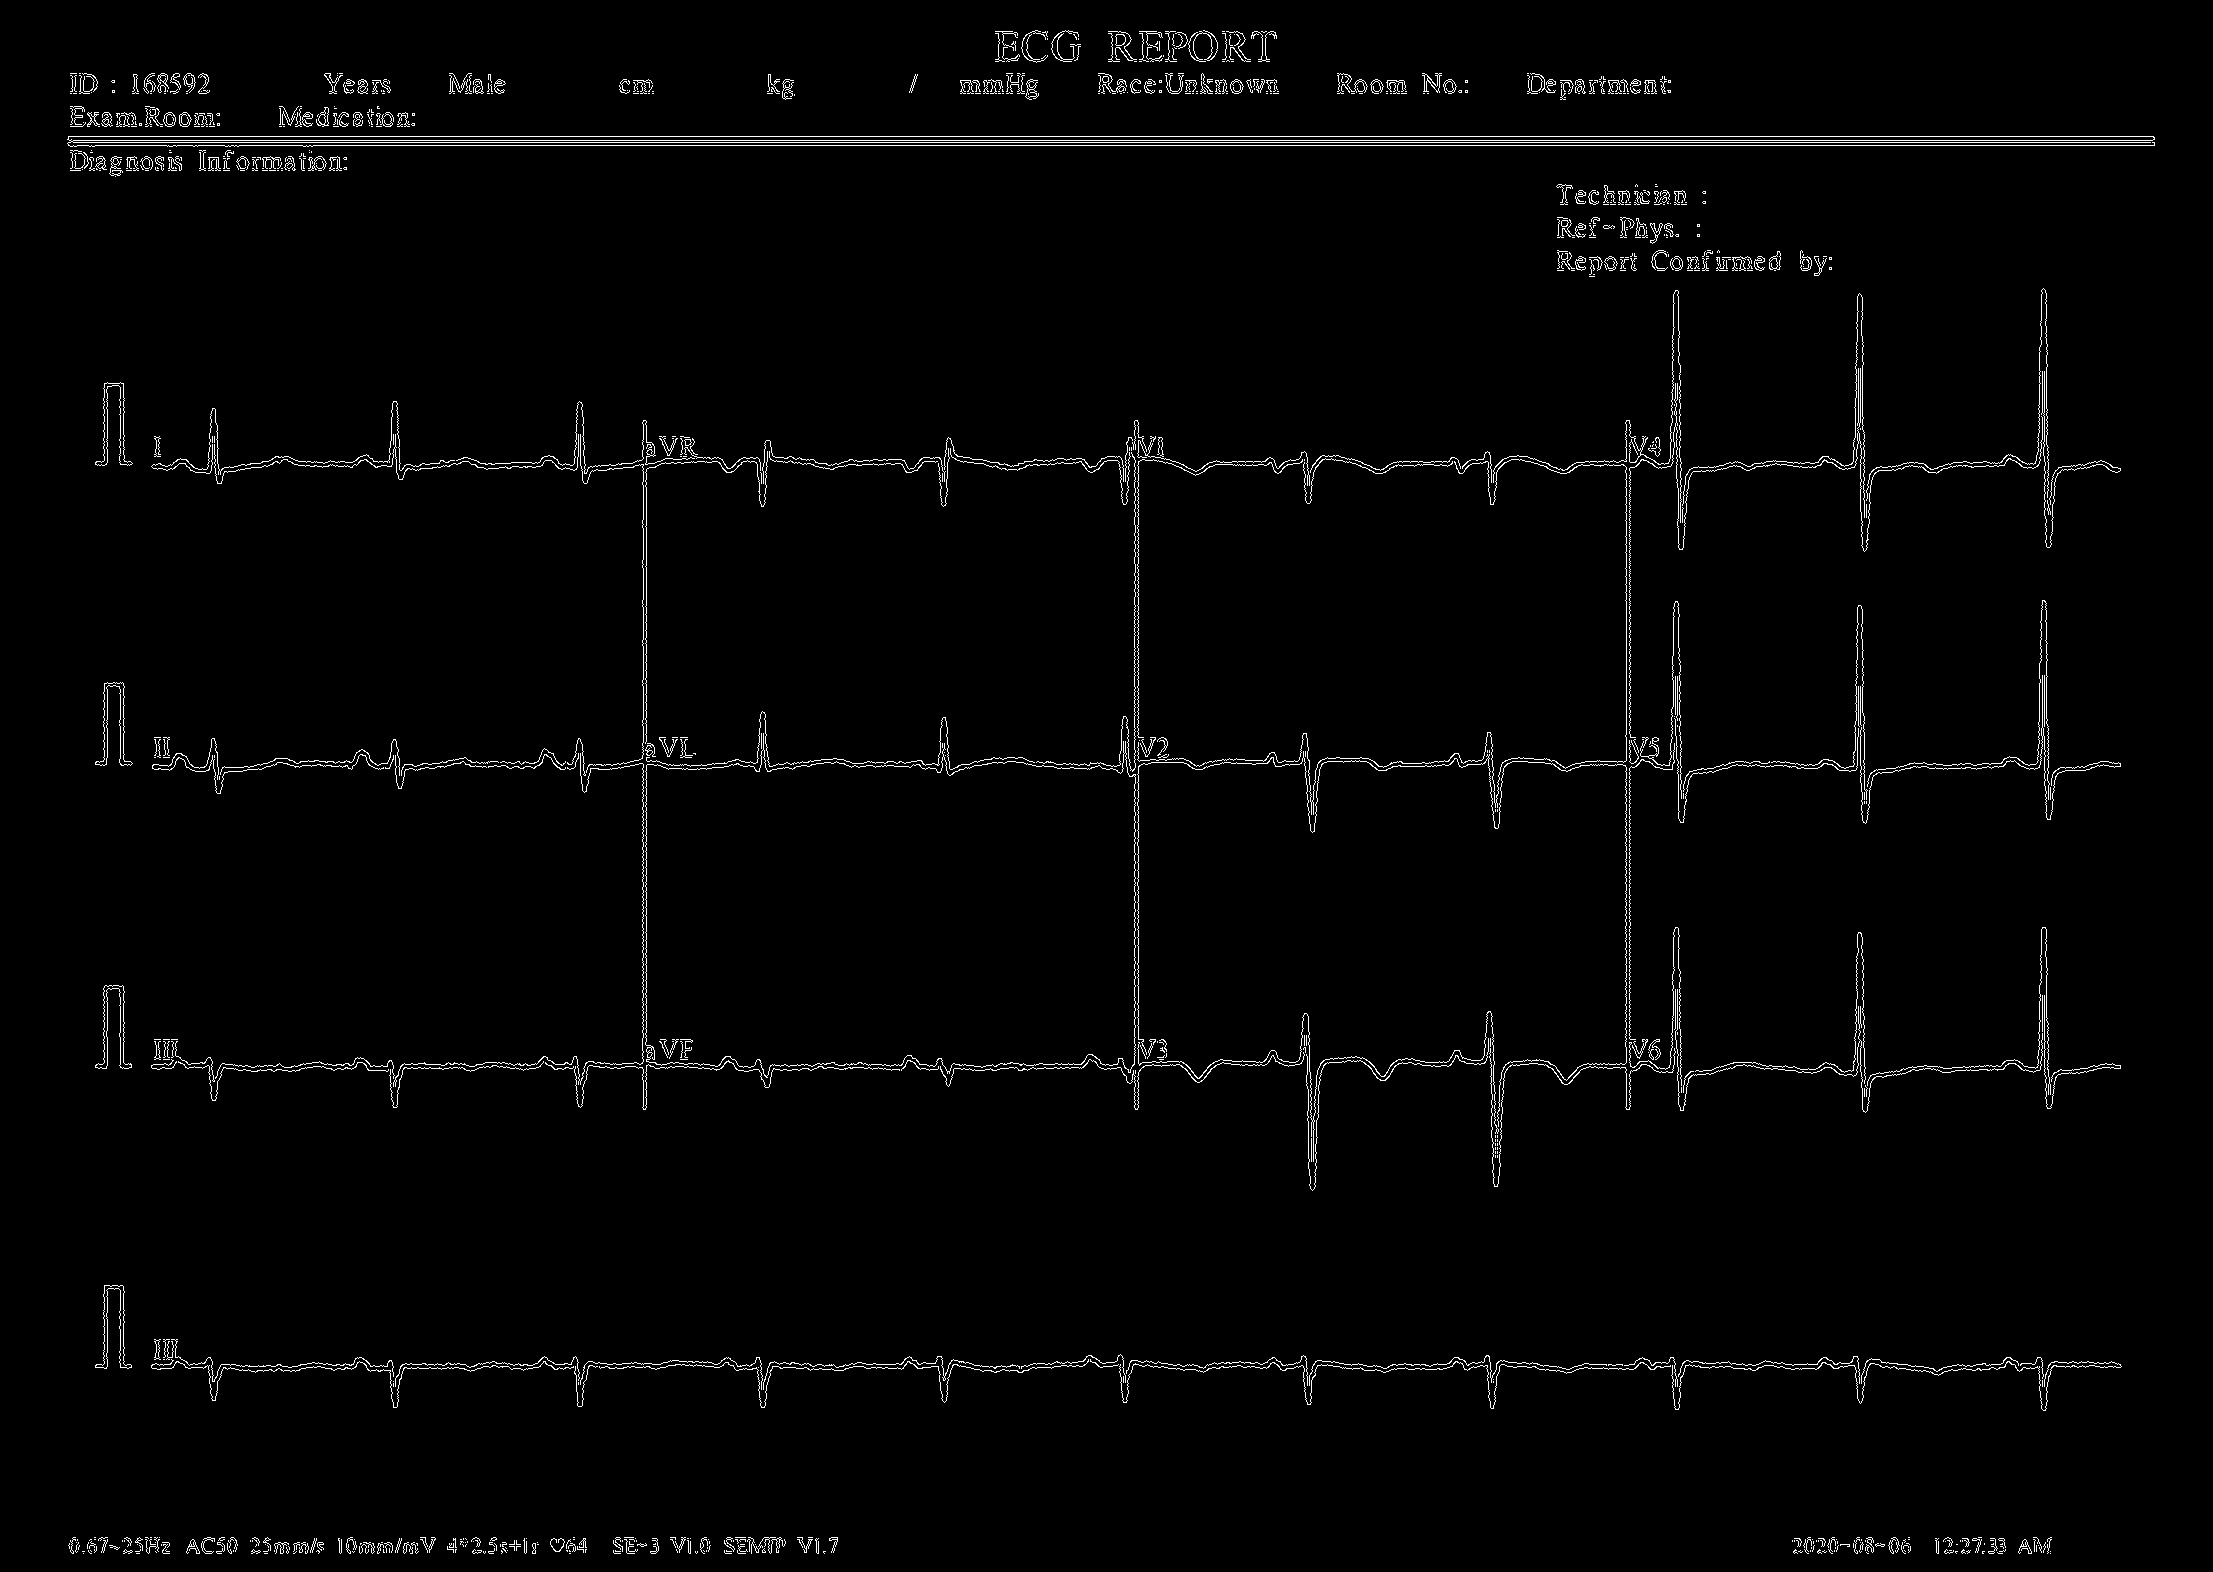 ECG REPORT
ID : 168592 Years Male cm kg / mmHg Race:Unknown Room No.: Department:
Exam.Room: Medication:
Diagnosis Information:
Technician :
Ref-Phys. :
Report Confirmed by:
I aVR V1 V4
II aVL V2 V5
III aVF V3 V6
III
0.67~25Hz AC50 25mm/s 10mm/mV 4*2.5s+1r ♡64 SE-3 V1.0 SEMIP V1.7 2020-08-06 12:27:33 AM